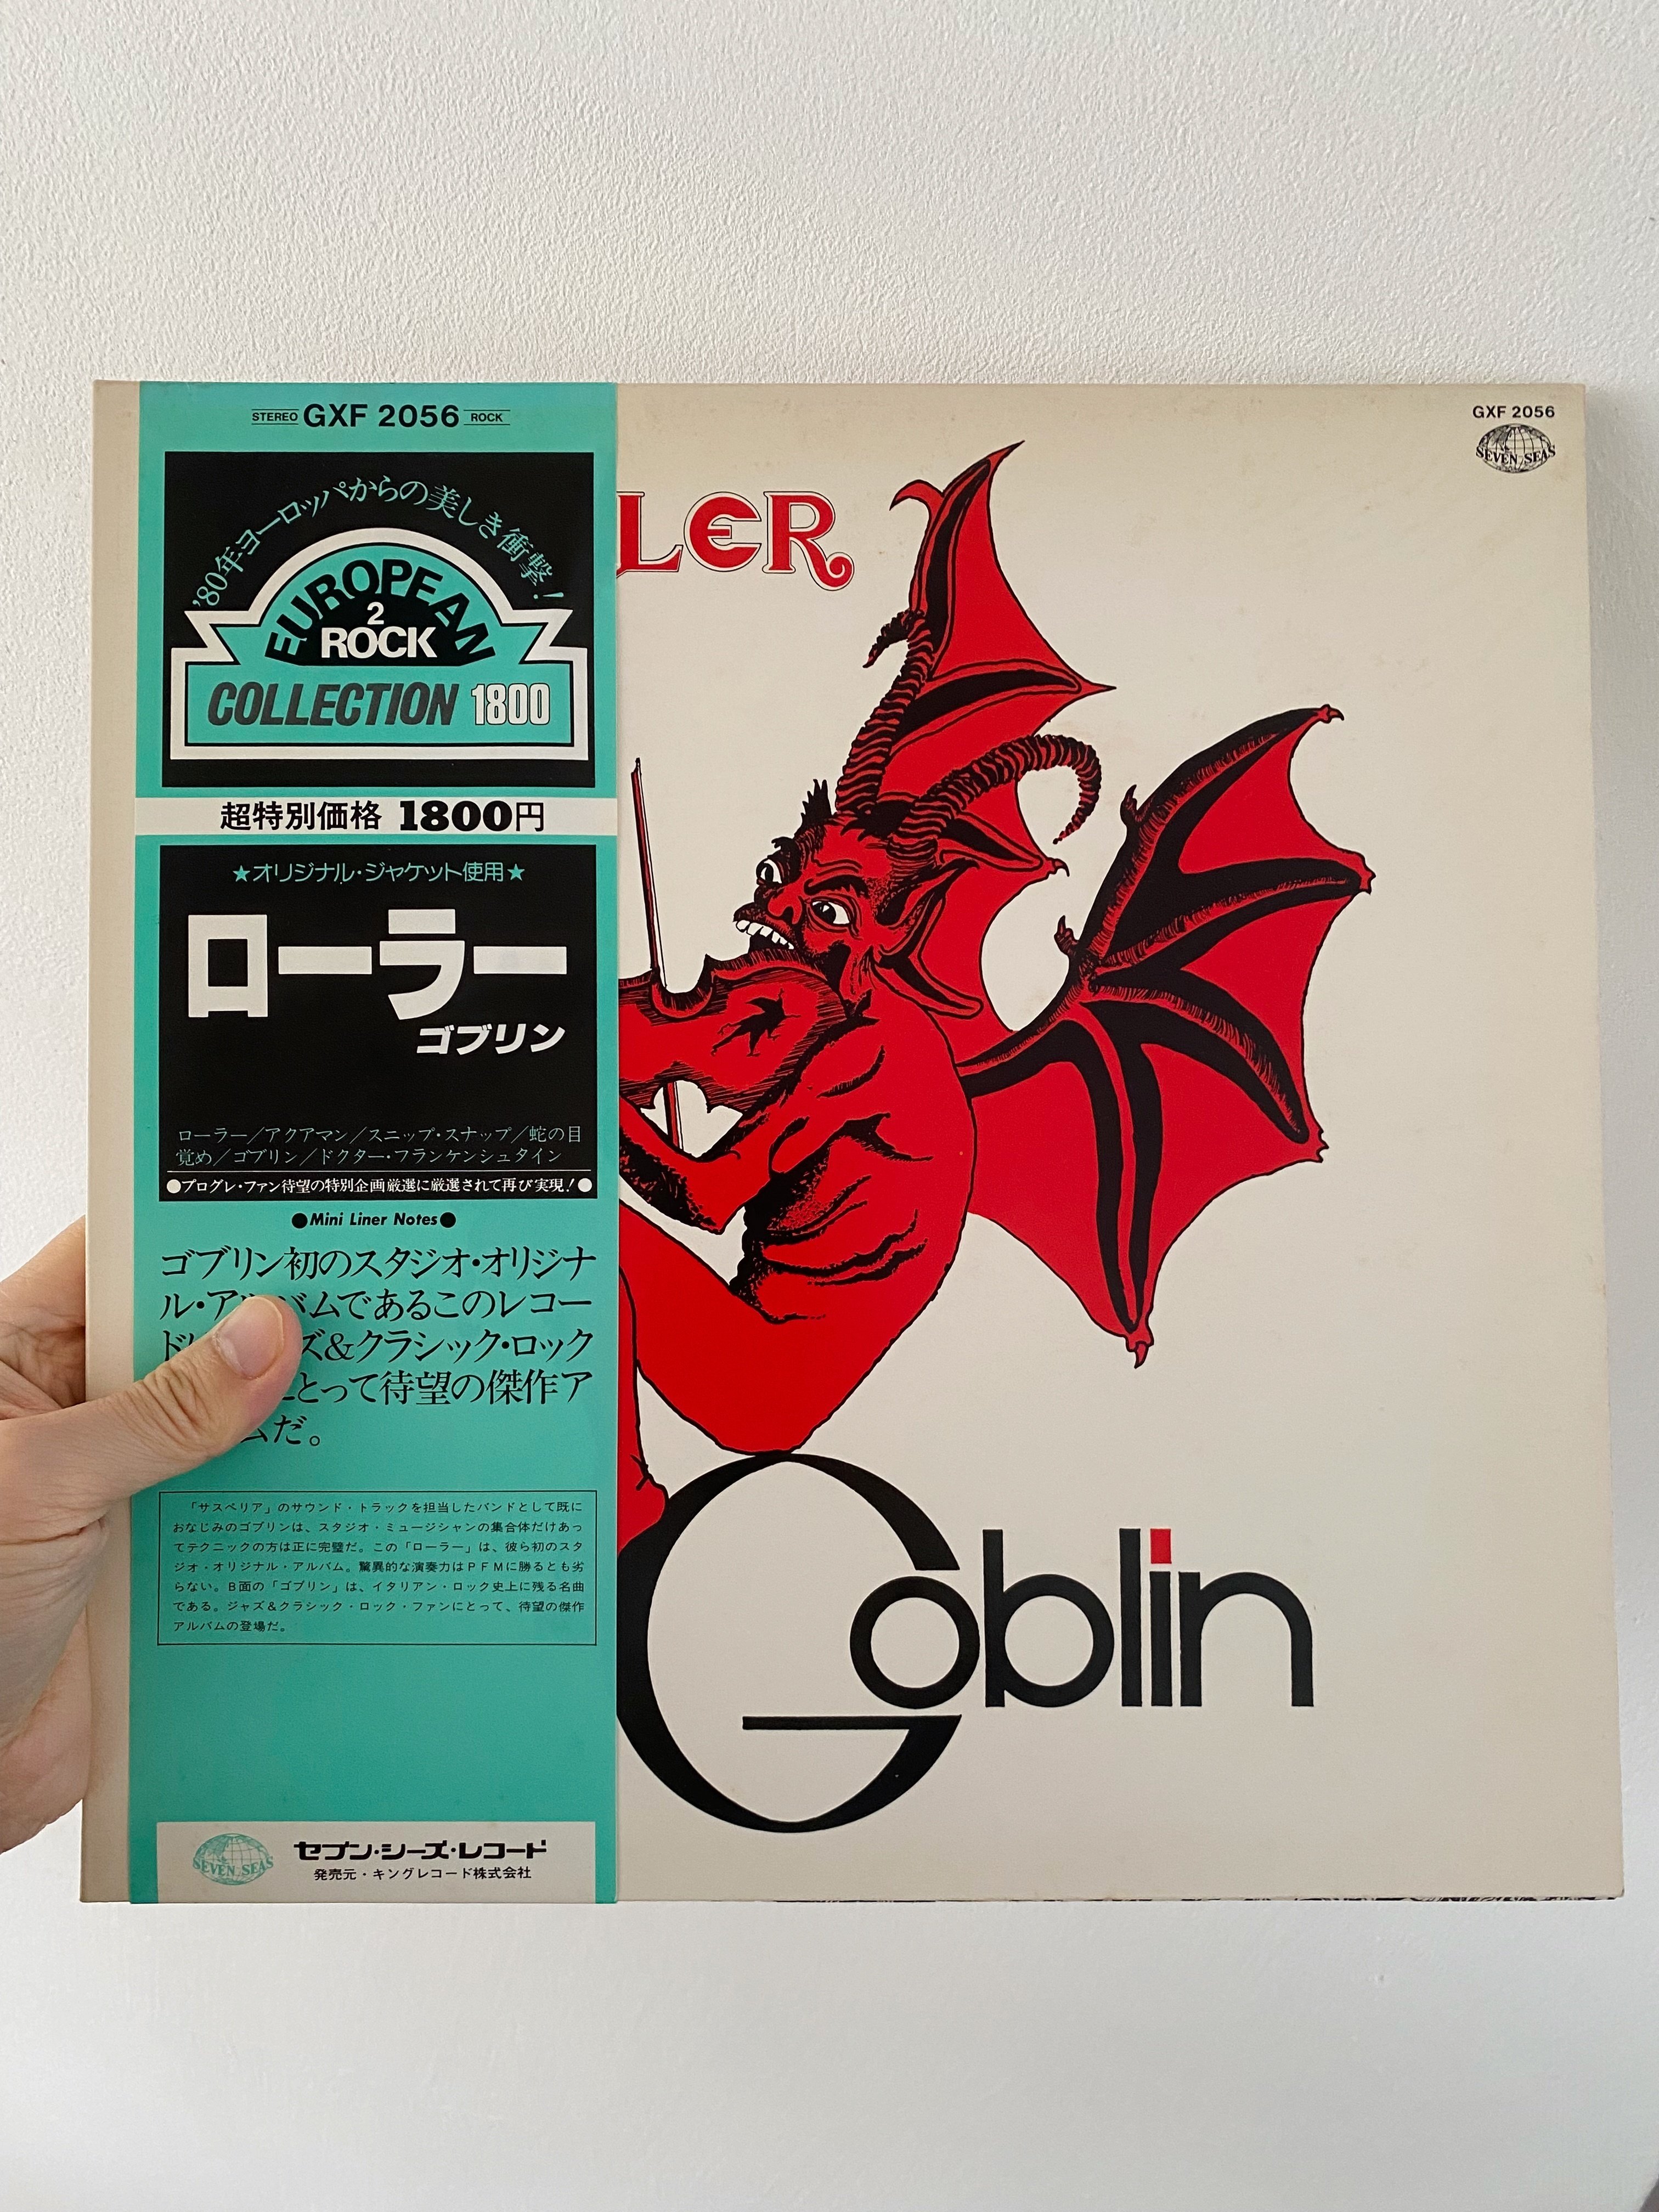 STEREO GXF 2056 ROCK
'80年ヨーロッパからの美しき衝撃!
EUROPEAN
2
ROCK
COLLECTION 1800
超特別価格 1800円
★オリジナル・ジャケット使用★
ローラー
ゴブリン
ローラー/アクアマン/スニップ・スナップ/蛇の目
覚め/ゴブリン/ドクター・フランケンシュタイン
●プログレ・ファン待望の特別企画厳選に厳選されて再び実現!●
●Mini Liner Notes●
ゴブリン初のスタジオ・オリジナ
ル・ア バムであるこのレコー
ド ズ&クラシック・ロック
とって待望の傑作ア
ムだ。
「サスペリア」のサウンド・トラックを担当したバンドとして既に
おなじみのゴブリンは、スタジオ・ミュージシャンの集合体だけあっ
てテクニックの方は正に完璧だ。この「ローラー」は、彼ら初のスタ
ジオ・オリジナル・アルバム。驚異的な演奏力はPFMに勝るとも劣
らない。B面の「ゴブリン」は、イタリアン・ロック史上に残る名曲
である。ジャズ&クラシック・ロック・ファンにとって、待望の傑作
アルバムの登場だ。
SEVEN SEAS
セブン・シーズ・レコード
発売元・キングレコード株式会社
LER
GXF 2056
SEVEN SEAS
Goblin